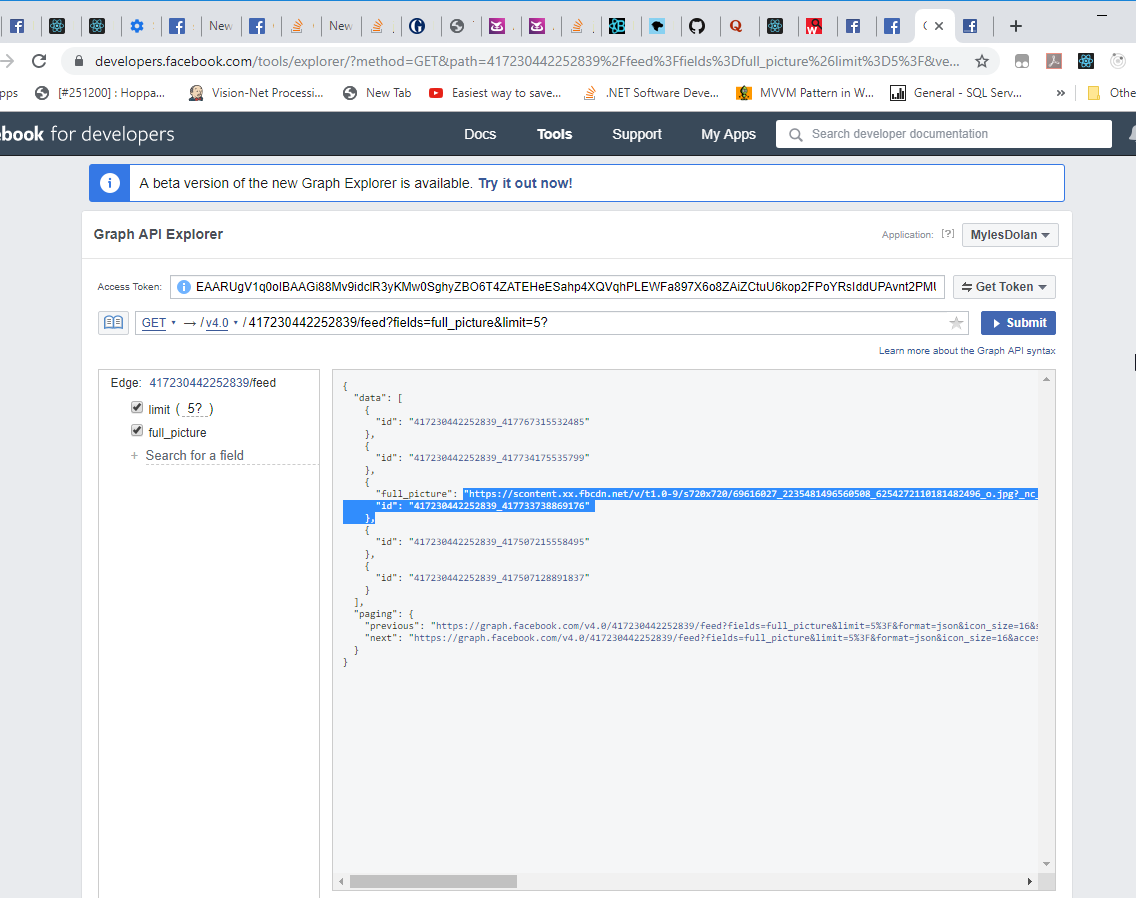 New
New
developers.facebook.com/tools/explorer/?method=GET&path=417230442252839%2Ffeed%3Ffields%3Dfull_picture%26limit%3D5%3F&ve...
pps [#251200] : Hoppa... Vision-Net Processi... New Tab Easiest way to save... .NET Software Deve... MVVM Pattern in W... General - SQL Serv... » Othe
ebook for developers Docs Tools Support My Apps Search developer documentation
A beta version of the new Graph Explorer is available. Try it out now!
Graph API Explorer Application: [?] MylesDolan
Access Token: EAARUgV1q0oIBAAGi88Mv9idclR3yKMw0SghyZBO6T4ZATEHeESahp4XQVqhPLEWFa897X6o8ZAiZCtuU6kop2FPoYRsIddUPAvnt2PMU Get Token
GET → / v4.0 / 417230442252839/feed?fields=full_picture&limit=5? Submit
Learn more about the Graph API syntax
Edge: 417230442252839/feed
limit ( 5? )
full_picture
+ Search for a field
{
"data": [
{
"id": "417230442252839_417767315532485"
},
{
"id": "417230442252839_417734175535799"
},
{
"full_picture": "https://scontent.xx.fbcdn.net/v/t1.0-9/s720x720/69616027_2235481496560508_6254272110181482496_o.jpg?_nc_
"id": "417230442252839_417733738869176"
},
{
"id": "417230442252839_417507215558495"
},
{
"id": "417230442252839_417507128891837"
}
],
"paging": {
"previous": "https://graph.facebook.com/v4.0/417230442252839/feed?fields=full_picture&limit=5%3F&format=json&icon_size=16&s
"next": "https://graph.facebook.com/v4.0/417230442252839/feed?fields=full_picture&limit=5%3F&format=json&icon_size=16&acces
}
}